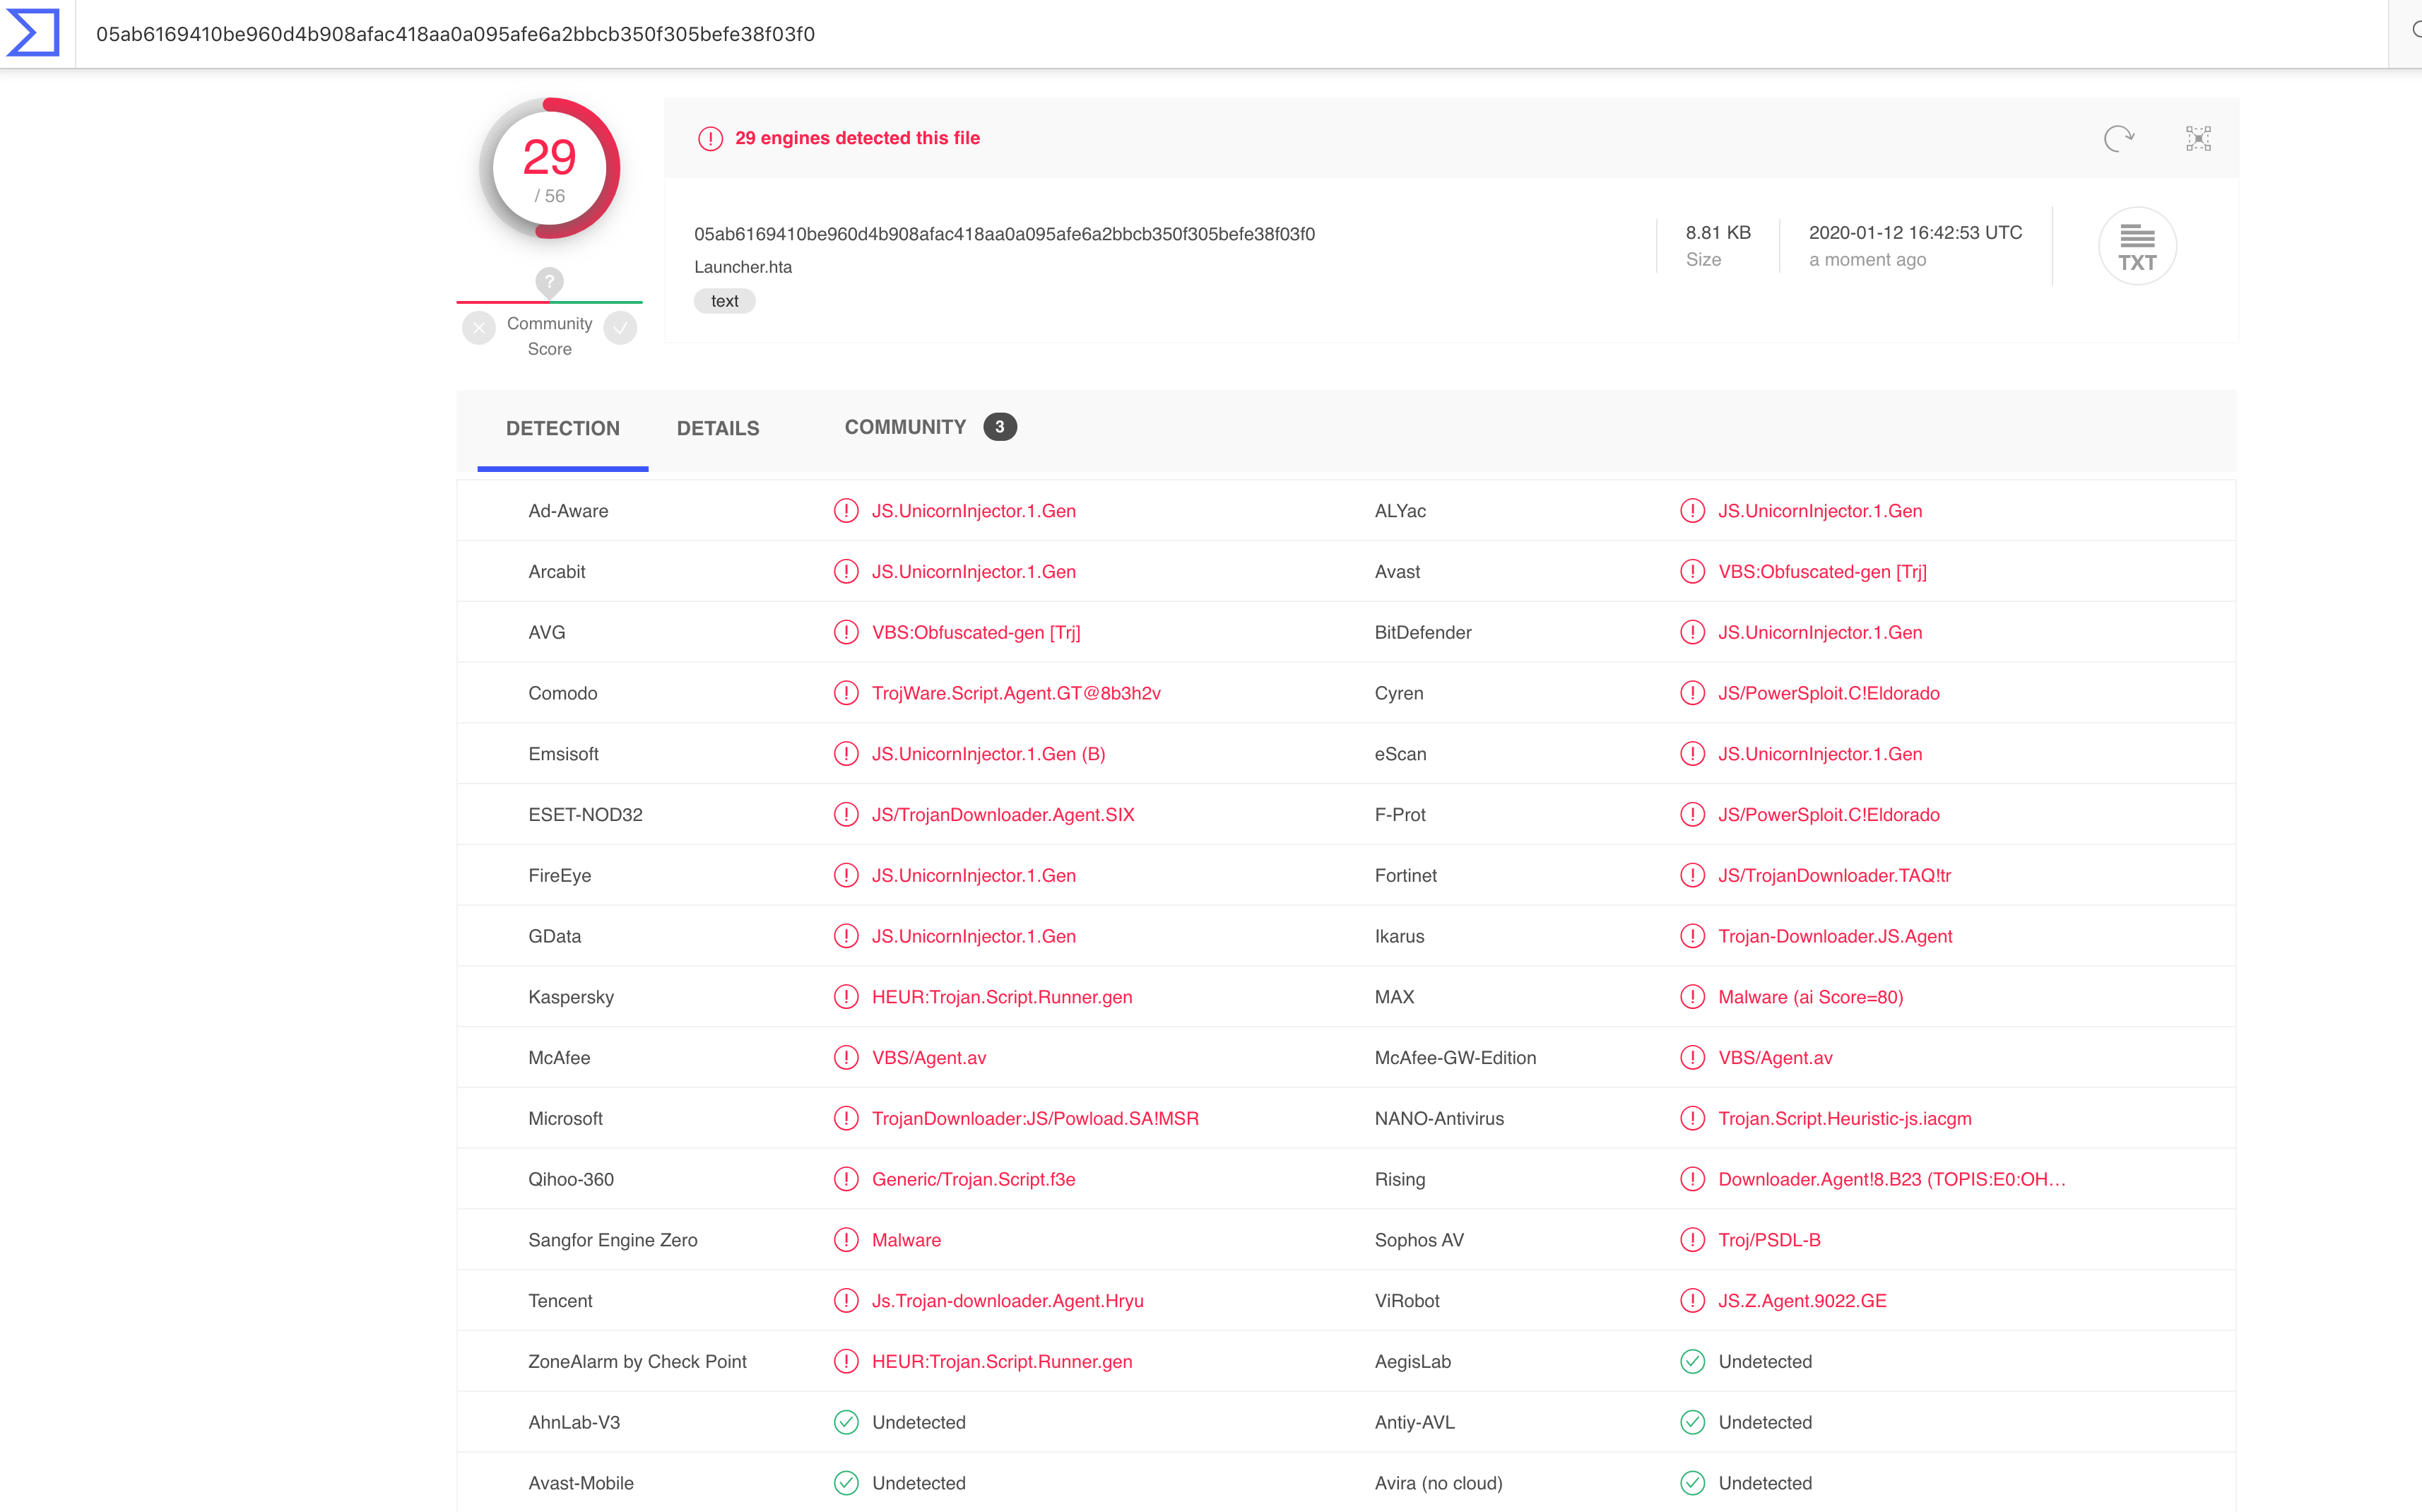 05ab6169410be960d4b908afac418aa0a095afe6a2bbcb350f305befe38f03f0
29
/ 56
?
Community
Score
29 engines detected this file
05ab6169410be960d4b908afac418aa0a095afe6a2bbcb350f305befe38f03f0
Launcher.hta
text
8.81 KB
Size
2020-01-12 16:42:53 UTC
a moment ago
TXT
DETECTION DETAILS COMMUNITY 3
Ad-Aware JS.UnicornInjector.1.Gen ALYac JS.UnicornInjector.1.Gen
Arcabit JS.UnicornInjector.1.Gen Avast VBS:Obfuscated-gen [Trj]
AVG VBS:Obfuscated-gen [Trj] BitDefender JS.UnicornInjector.1.Gen
Comodo TrojWare.Script.Agent.GT@8b3h2v Cyren JS/PowerSploit.C!Eldorado
Emsisoft JS.UnicornInjector.1.Gen (B) eScan JS.UnicornInjector.1.Gen
ESET-NOD32 JS/TrojanDownloader.Agent.SIX F-Prot JS/PowerSploit.C!Eldorado
FireEye JS.UnicornInjector.1.Gen Fortinet JS/TrojanDownloader.TAQ!tr
GData JS.UnicornInjector.1.Gen Ikarus Trojan-Downloader.JS.Agent
Kaspersky HEUR:Trojan.Script.Runner.gen MAX Malware (ai Score=80)
McAfee VBS/Agent.av McAfee-GW-Edition VBS/Agent.av
Microsoft TrojanDownloader:JS/Powload.SA!MSR NANO-Antivirus Trojan.Script.Heuristic-js.iacgm
Qihoo-360 Generic/Trojan.Script.f3e Rising Downloader.Agent!8.B23 (TOPIS:E0:OH…
Sangfor Engine Zero Malware Sophos AV Troj/PSDL-B
Tencent Js.Trojan-downloader.Agent.Hryu ViRobot JS.Z.Agent.9022.GE
ZoneAlarm by Check Point HEUR:Trojan.Script.Runner.gen AegisLab Undetected
AhnLab-V3 Undetected Antiy-AVL Undetected
Avast-Mobile Undetected Avira (no cloud) Undetected